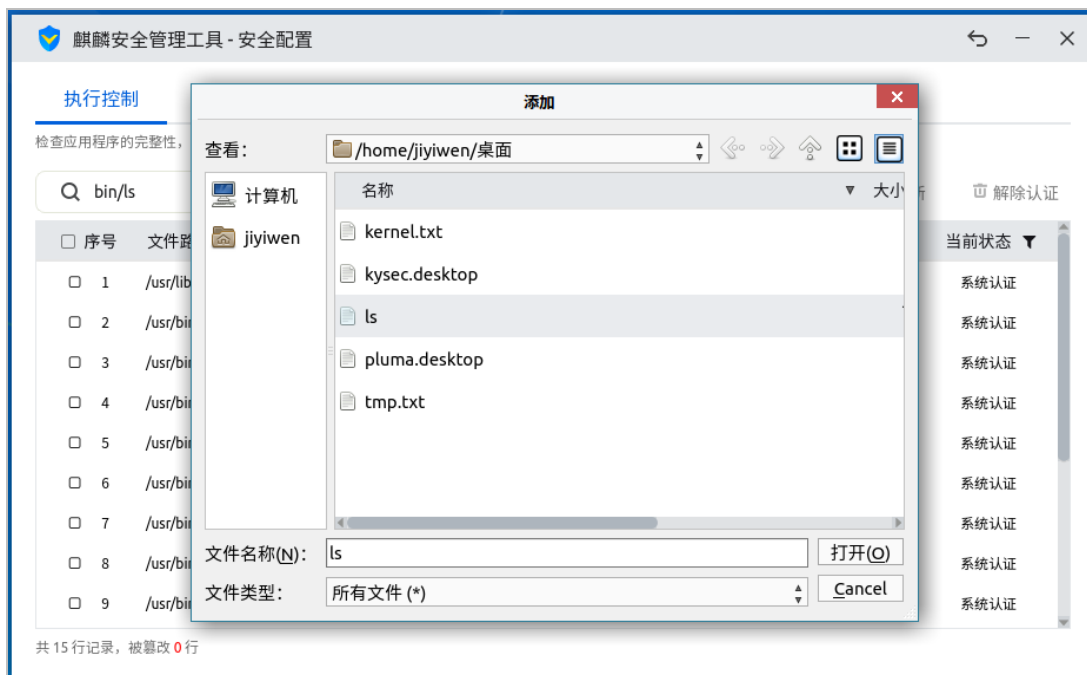 麒麟安全管理工具 - 安全配置
执行控制
检查应用程序的完整性，
bin/ls
解除认证
序号 文件路 当前状态
1 /usr/lib 系统认证
2 /usr/bin 系统认证
3 /usr/bin 系统认证
4 /usr/bin 系统认证
5 /usr/bin 系统认证
6 /usr/bin 系统认证
7 /usr/bin 系统认证
8 /usr/bin 系统认证
9 /usr/bin 系统认证
共 15 行记录，被篡改 0 行
添加
查看： /home/jiyiwen/桌面
计算机
jiyiwen
名称 大小
kernel.txt
kysec.desktop
ls
pluma.desktop
tmp.txt
文件名称(N)： ls 打开(O)
文件类型： 所有文件 (*) Cancel